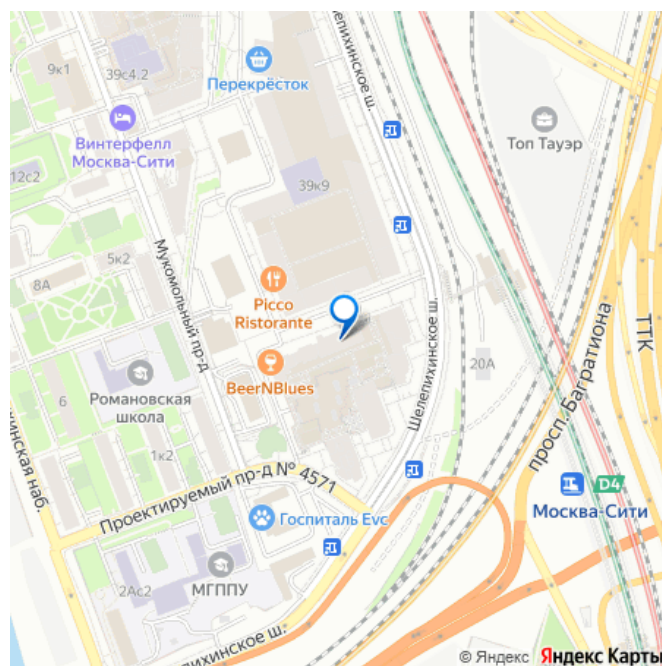 9к1
39с4.2
Перекрёсток
Шелепихинское ш.
Винтерфелл
Москва-Сити
Топ Тауэр
12с2
39к9
5к2
8А
Мукомольный пр-д
Picco
Ristorante
ТТК
просп. Багратиона
Шелепихинское ш.
20А
BeerNBlues
Романовская
школа
6
1к2
Проектируемый пр-д № 4571
D4
Москва-Сити
Госпиталь Evc
наб.
МГППУ
2Ас2
ш.
© Яндекс Яндекс Карты